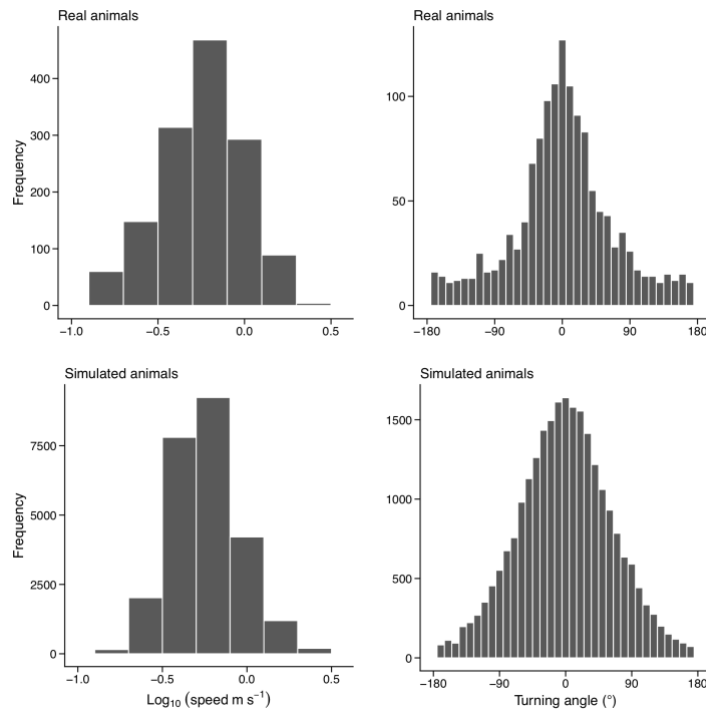 Real animals
Frequency
400
300
200
100
0
−1.0 −0.5 0.0 0.5
Real animals
100
50
0
−180 −90 0 90 180
Simulated animals
Frequency
7500
5000
2500
0
−1.0 −0.5 0.0 0.5
Log₁₀ (speed m s⁻¹)
Simulated animals
1500
1000
500
0
−180 −90 0 90 180
Turning angle (°)